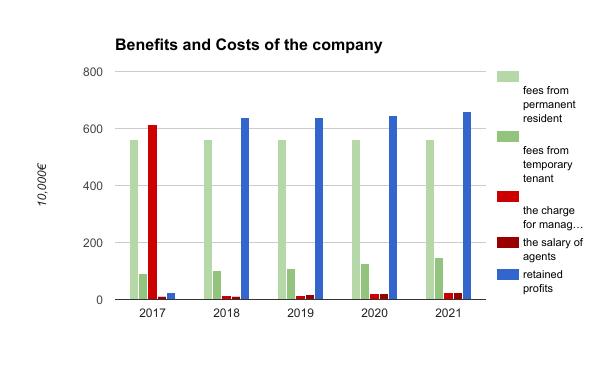 Benefits and Costs of the company
10,000€
800
600
400
200
0
2017 2018 2019 2020 2021
fees from
permanent
resident
fees from
temporary
tenant
the charge
for manag…
the salary of
agents
retained
profits